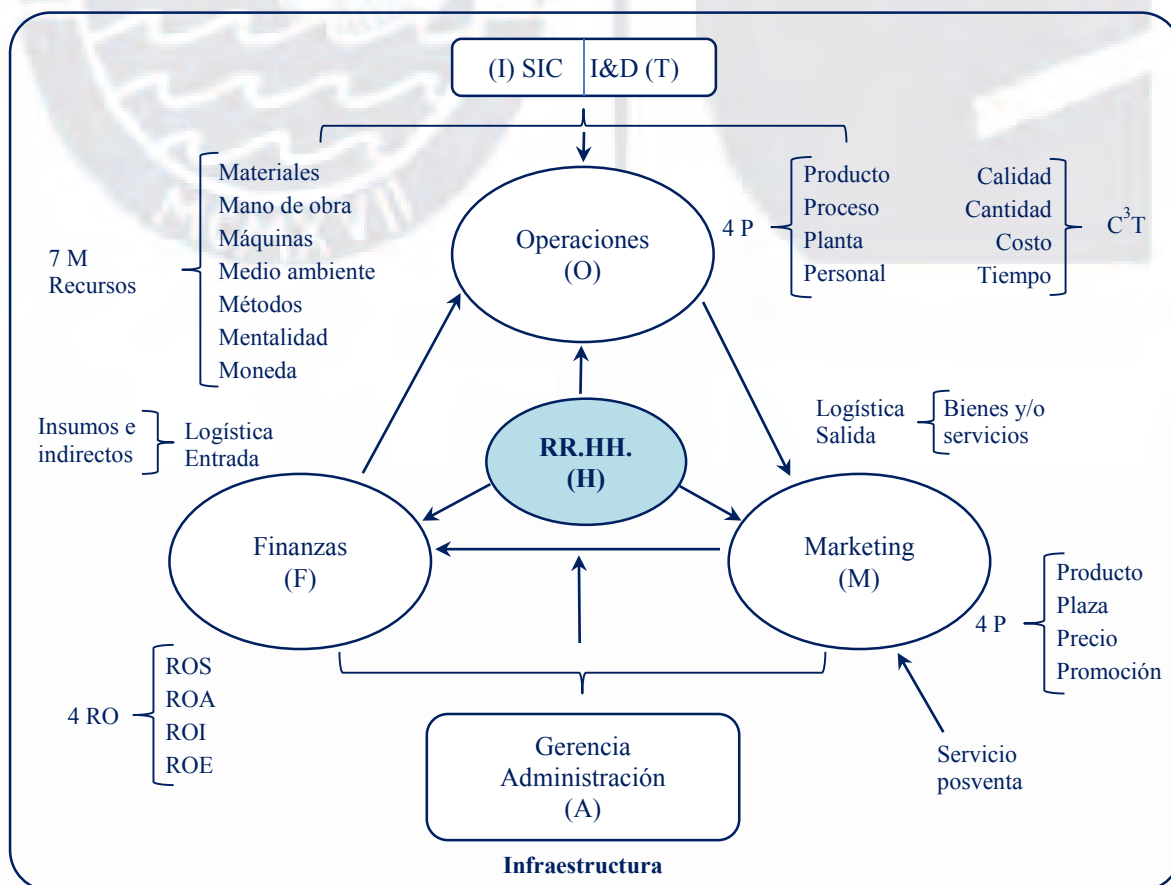 (I) SIC I&D (T)
7 M
Recursos
Materiales
Mano de obra
Máquinas
Medio ambiente
Métodos
Mentalidad
Moneda
Operaciones
(O)
4 P
Producto
Proceso
Planta
Personal
Calidad
Cantidad
Costo
Tiempo
C³T
Insumos e
indirectos
Logística
Entrada
RR.HH.
(H)
Logística
Salida
Bienes y/o
servicios
Finanzas
(F)
Marketing
(M)
4 P
Producto
Plaza
Precio
Promoción
4 RO
ROS
ROA
ROI
ROE
Gerencia
Administración
(A)
Servicio
posventa
Infraestructura